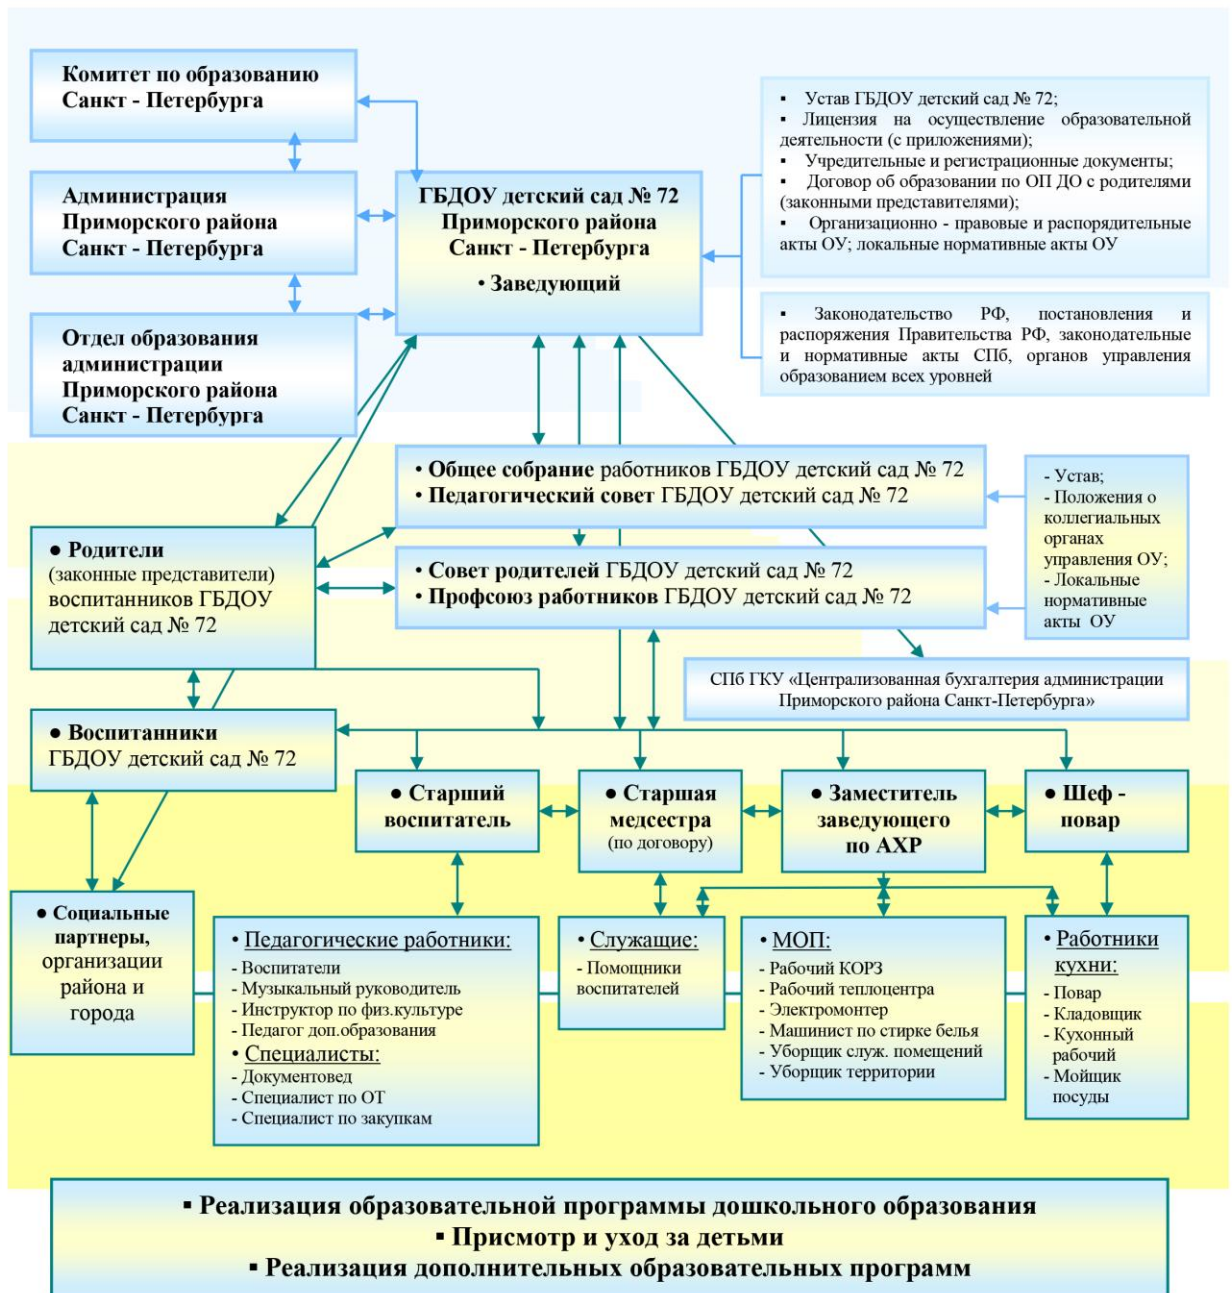 Комитет по образованию
Санкт - Петербурга
Администрация
Приморского района
Санкт - Петербурга
Отдел образования
администрации
Приморского района
Санкт - Петербурга
ГБДОУ детский сад № 72
Приморского района
Санкт - Петербурга
• Заведующий
▪ Устав ГБДОУ детский сад № 72;
▪ Лицензия на осуществление образовательной
деятельности (с приложениями);
▪ Учредительные и регистрационные документы;
▪ Договор об образовании по ОП ДО с родителями
(законными представителями);
▪ Организационно - правовые и распорядительные
акты ОУ; локальные нормативные акты ОУ
▪ Законодательство РФ, постановления и
распоряжения Правительства РФ, законодательные
и нормативные акты СПб, органов управления
образованием всех уровней
• Общее собрание работников ГБДОУ детский сад № 72
• Педагогический совет ГБДОУ детский сад № 72
- Устав;
- Положения о
коллегиальных
органах
управления ОУ;
- Локальные
нормативные
акты ОУ
● Родители
(законные представители)
воспитанников ГБДОУ
детский сад № 72
• Совет родителей ГБДОУ детский сад № 72
• Профсоюз работников ГБДОУ детский сад № 72
СПб ГКУ «Централизованная бухгалтерия администрации
Приморского района Санкт-Петербурга»
● Воспитанники
ГБДОУ детский сад № 72
● Старший
воспитатель
● Старшая
медсестра
(по договору)
● Заместитель
заведующего
по АХР
● Шеф -
повар
● Социальные
партнеры,
организации
района и
города
• Педагогические работники:
- Воспитатели
- Музыкальный руководитель
- Инструктор по физ.культуре
- Педагог доп.образования
• Специалисты:
- Документовед
- Специалист по ОТ
- Специалист по закупкам
• Служащие:
- Помощники
воспитателей
• МОП:
- Рабочий КОРЗ
- Рабочий теплоцентра
- Электромонтер
- Машинист по стирке белья
- Уборщик служ. помещений
- Уборщик территории
• Работники
кухни:
- Повар
- Кладовщик
- Кухонный
рабочий
- Мойщик
посуды
▪ Реализация образовательной программы дошкольного образования
▪ Присмотр и уход за детьми
▪ Реализация дополнительных образовательных программ